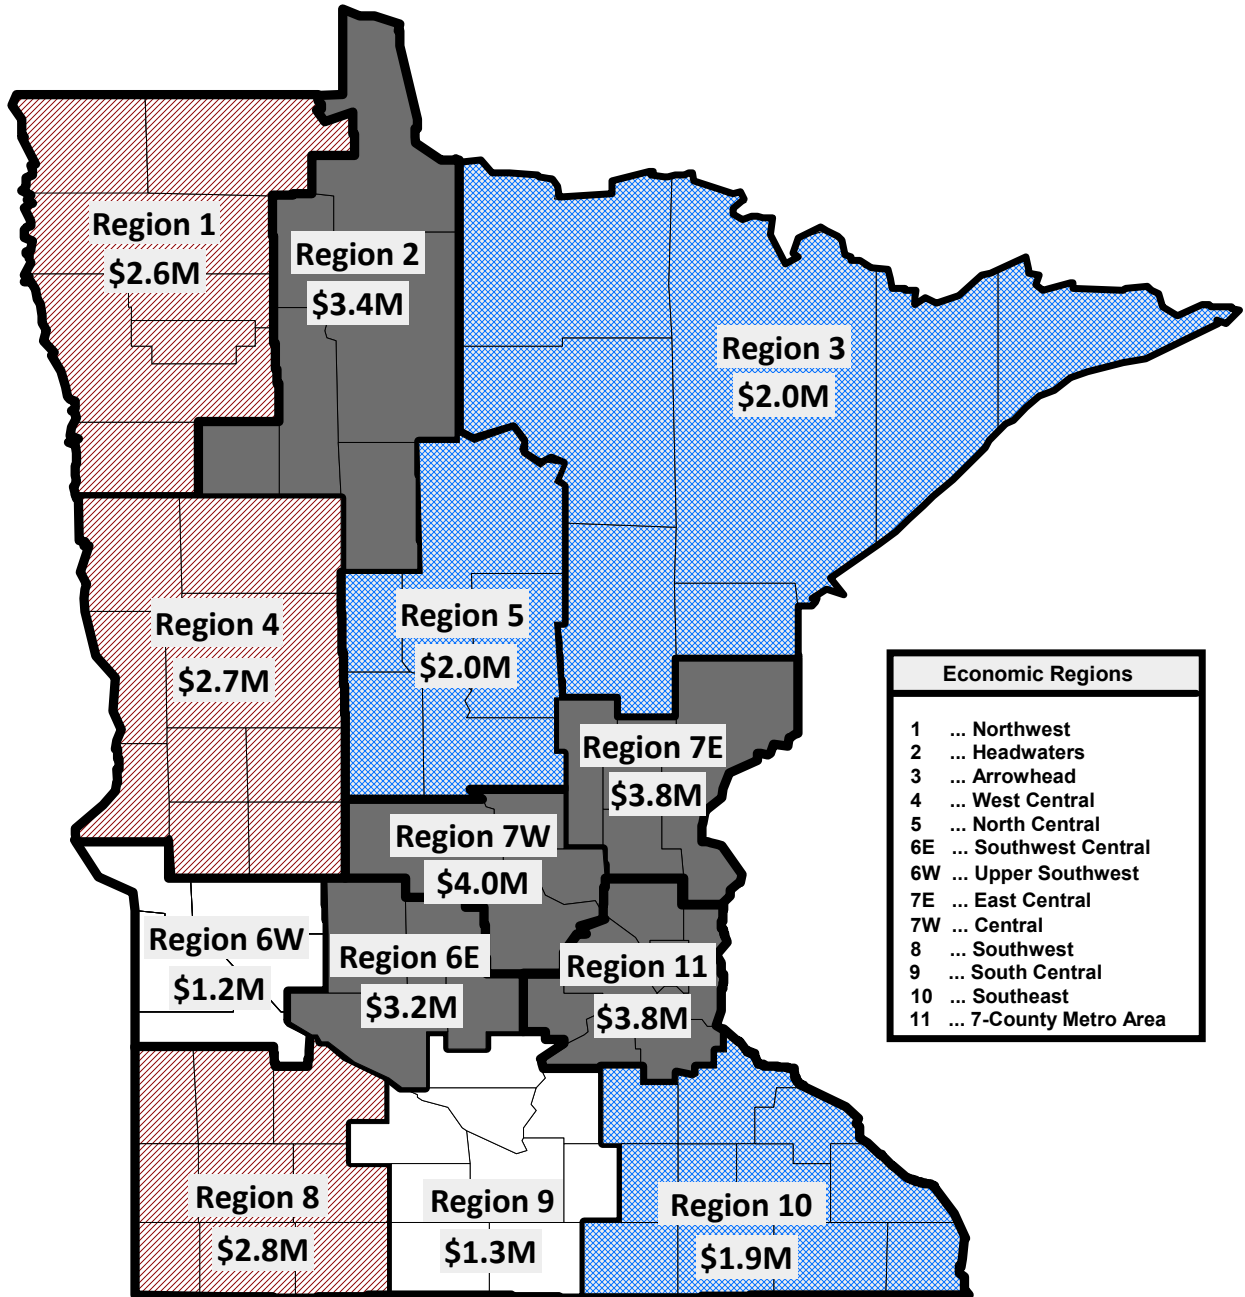 Region 1
$2.6M
Region 2
$3.4M
Region 3
$2.0M
Region 4
$2.7M
Region 5
$2.0M
Region 7E
$3.8M
Region 7W
$4.0M
Region 6W
$1.2M
Region 6E
$3.2M
Region 11
$3.8M
Region 8
$2.8M
Region 9
$1.3M
Region 10
$1.9M
Economic Regions
1 ... Northwest
2 ... Headwaters
3 ... Arrowhead
4 ... West Central
5 ... North Central
6E ... Southwest Central
6W ... Upper Southwest
7E ... East Central
7W ... Central
8 ... Southwest
9 ... South Central
10 ... Southeast
11 ... 7-County Metro Area